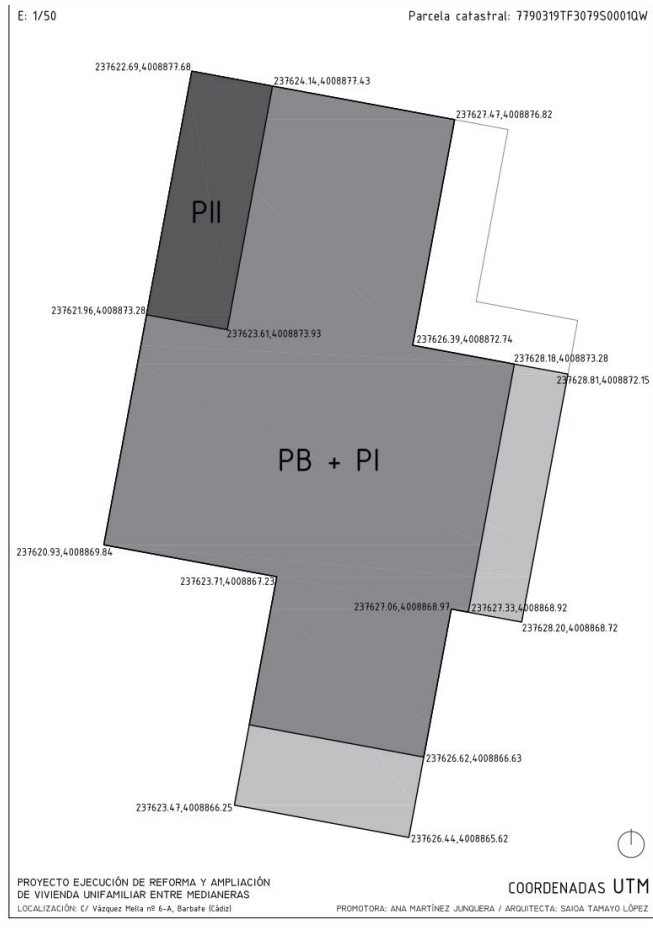 E: 1/50
Parcela catastral: 7790319TF3079S0001QW
237622.69,4008877.68
237624.14,4008877.43
237627.47,4008876.82
PII
237621.96,4008873.28
237623.61,4008873.93
237626.39,4008872.74
237628.18,4008873.28
237628.81,4008872.15
PB + PI
237620.93,4008869.84
237623.71,4008867.23
237627.06,4008868.97
237627.33,4008868.92
237628.20,4008868.72
237626.62,4008866.63
237623.47,4008866.25
237626.44,4008865.62
PROYECTO EJECUCIÓN DE REFORMA Y AMPLIACIÓN
DE VIVIENDA UNIFAMILIAR ENTRE MEDIANERAS
LOCALIZACIÓN: C/ Vázquez Mella nº 6-A, Barbate (Cádiz)
COORDENADAS UTM
PROMOTORA: ANA MARTÍNEZ JUNQUERA / ARQUITECTA: SAIOA TAMAYO LÓPEZ